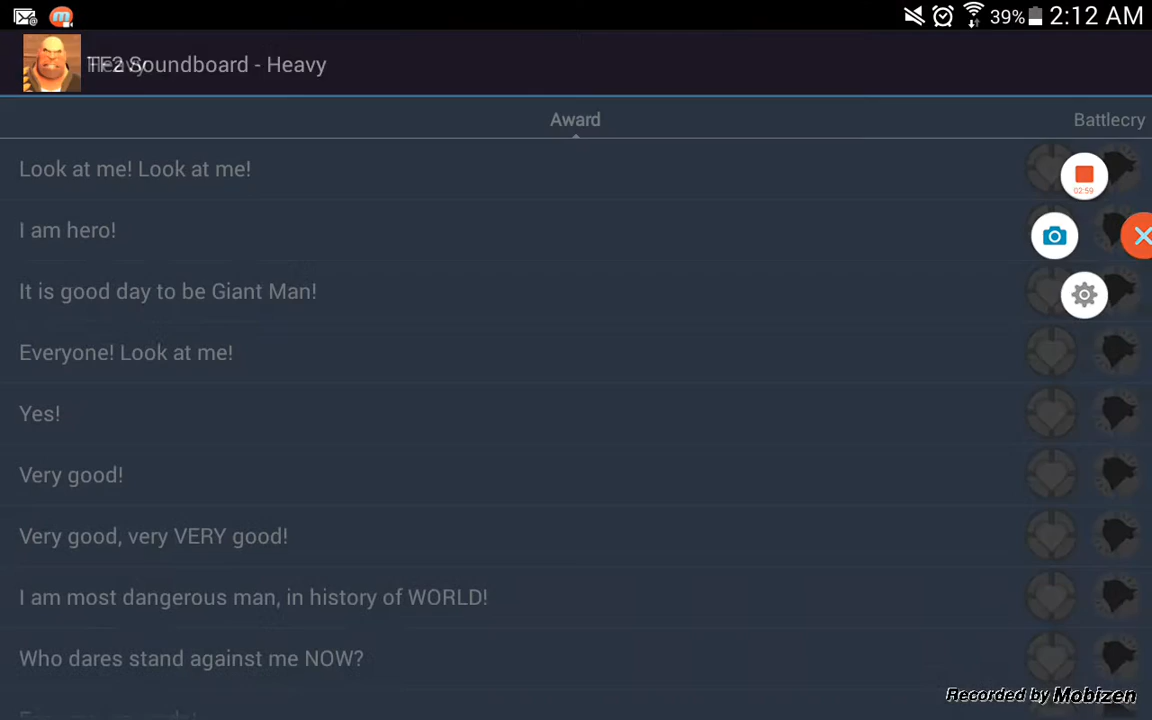 39% 2:12 AM
TF2 Soundboard - Heavy
Award
Battlecry
Look at me! Look at me!
02:59
I am hero!
It is good day to be Giant Man!
Everyone! Look at me!
Yes!
Very good!
Very good, very VERY good!
I am most dangerous man, in history of WORLD!
Who dares stand against me NOW?
Recorded by Mobizen